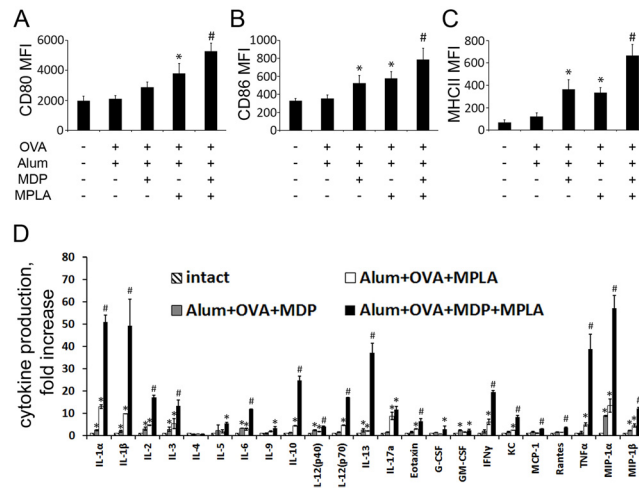 A
B
C
CD80 MFI
8000
6000
4000
2000
0
*
#
CD86 MFI
1000
800
600
400
200
0
*
*
#
MHCII MFI
800
600
400
200
0
*
*
#
OVA - + + + + - + + + + - + + + +
Alum - + + + + - + + + + - + + + +
MDP - - + - + - - + - + - - + - +
MPLA - - - + + - - - + + - - - + +
D
cytokine production,
fold increase
80
70
60
50
40
30
20
10
0
intact
Alum+OVA+MPLA
Alum+OVA+MDP
Alum+OVA+MDP+MPLA
IL-1α
IL-1β
IL-2
IL-3
IL-4
IL-5
IL-6
IL-9
IL-10
L-12(p40)
L-12(p70)
IL-13
IL-17a
Eotaxin
G-CSF
GM-CSF
IFNγ
KC
MCP-1
Rantes
TNFα
MIP-1α
MIP-1β